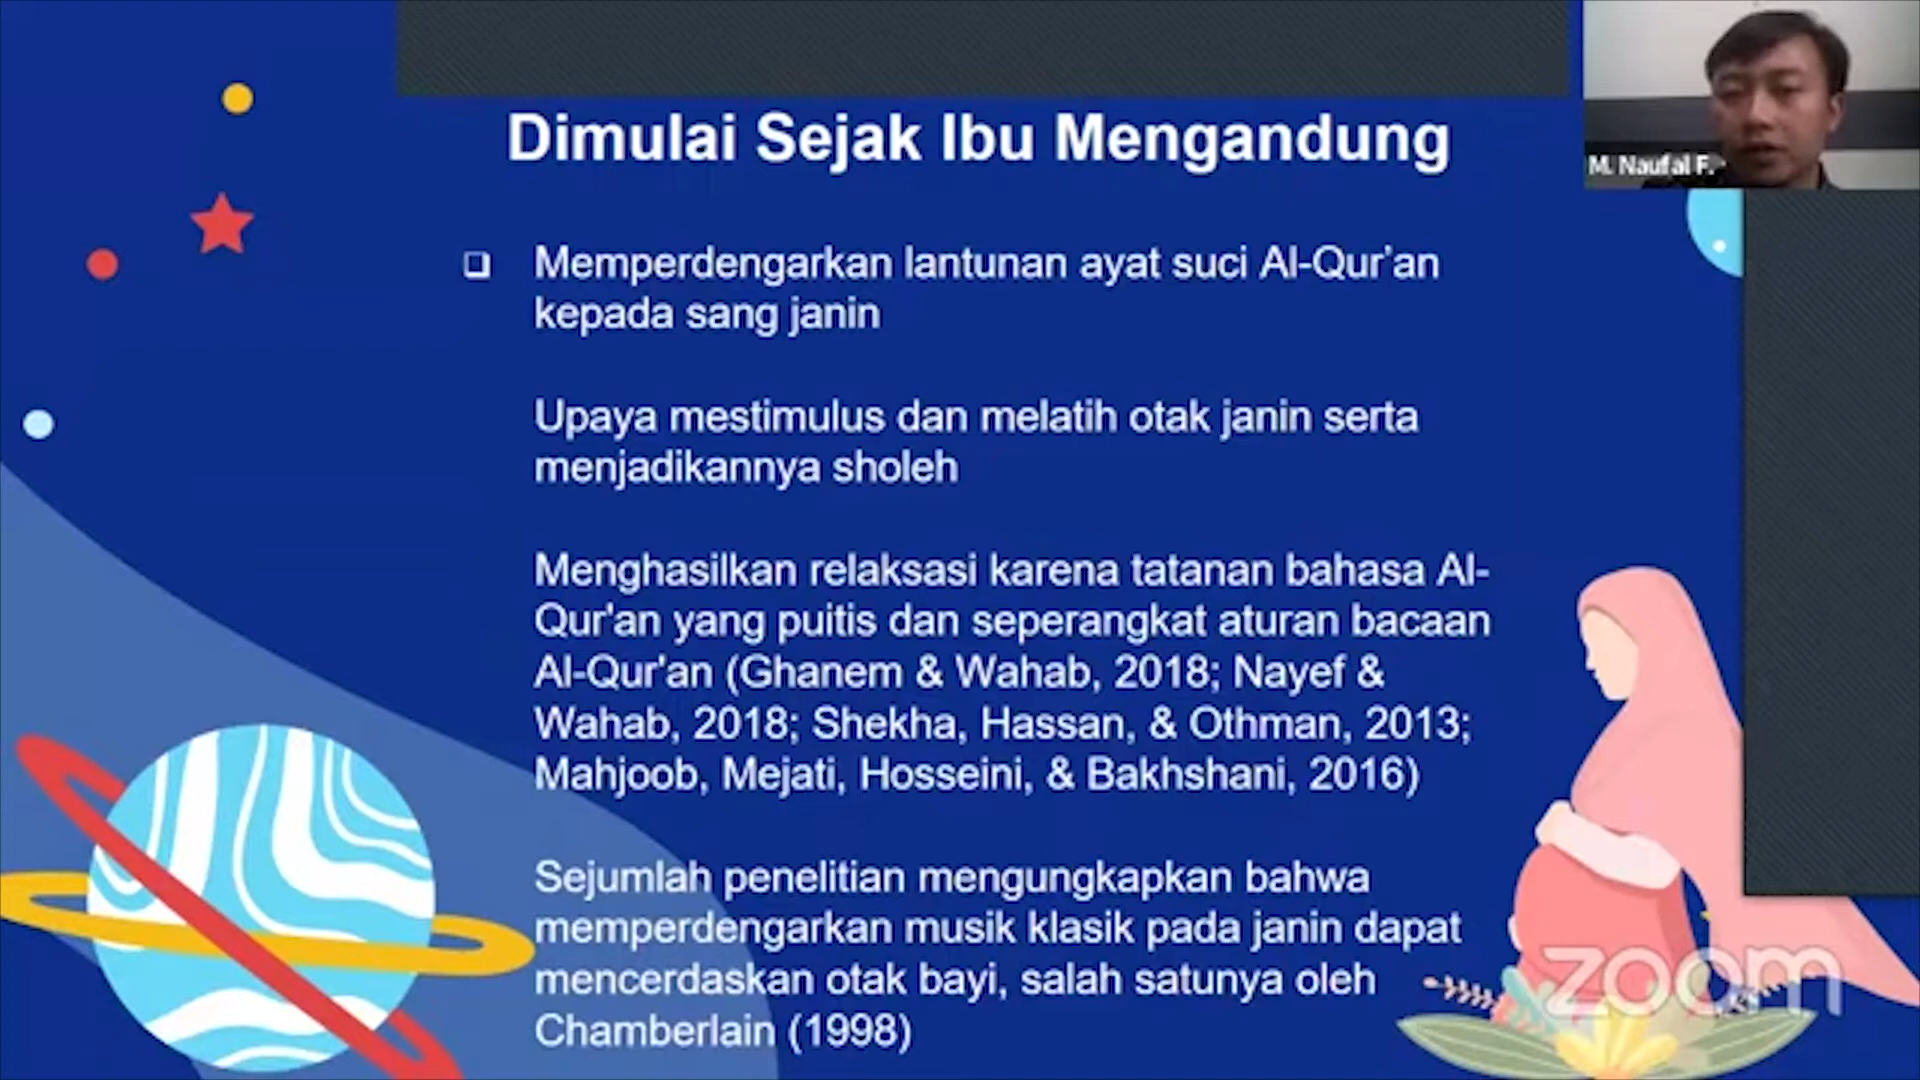 Dimulai Sejak Ibu Mengandung
M. Naufal F.
❑ Memperdengarkan lantunan ayat suci Al-Qur'an
kepada sang janin
Upaya mestimulus dan melatih otak janin serta
menjadikannya sholeh
Menghasilkan relaksasi karena tatanan bahasa Al-
Qur'an yang puitis dan seperangkat aturan bacaan
Al-Qur'an (Ghanem & Wahab, 2018; Nayef &
Wahab, 2018; Shekha, Hassan, & Othman, 2013;
Mahjoob, Mejati, Hosseini, & Bakhshani, 2016)
Sejumlah penelitian mengungkapkan bahwa
memperdengarkan musik klasik pada janin dapat
mencerdaskan otak bayi, salah satunya oleh
Chamberlain (1998)
zoom